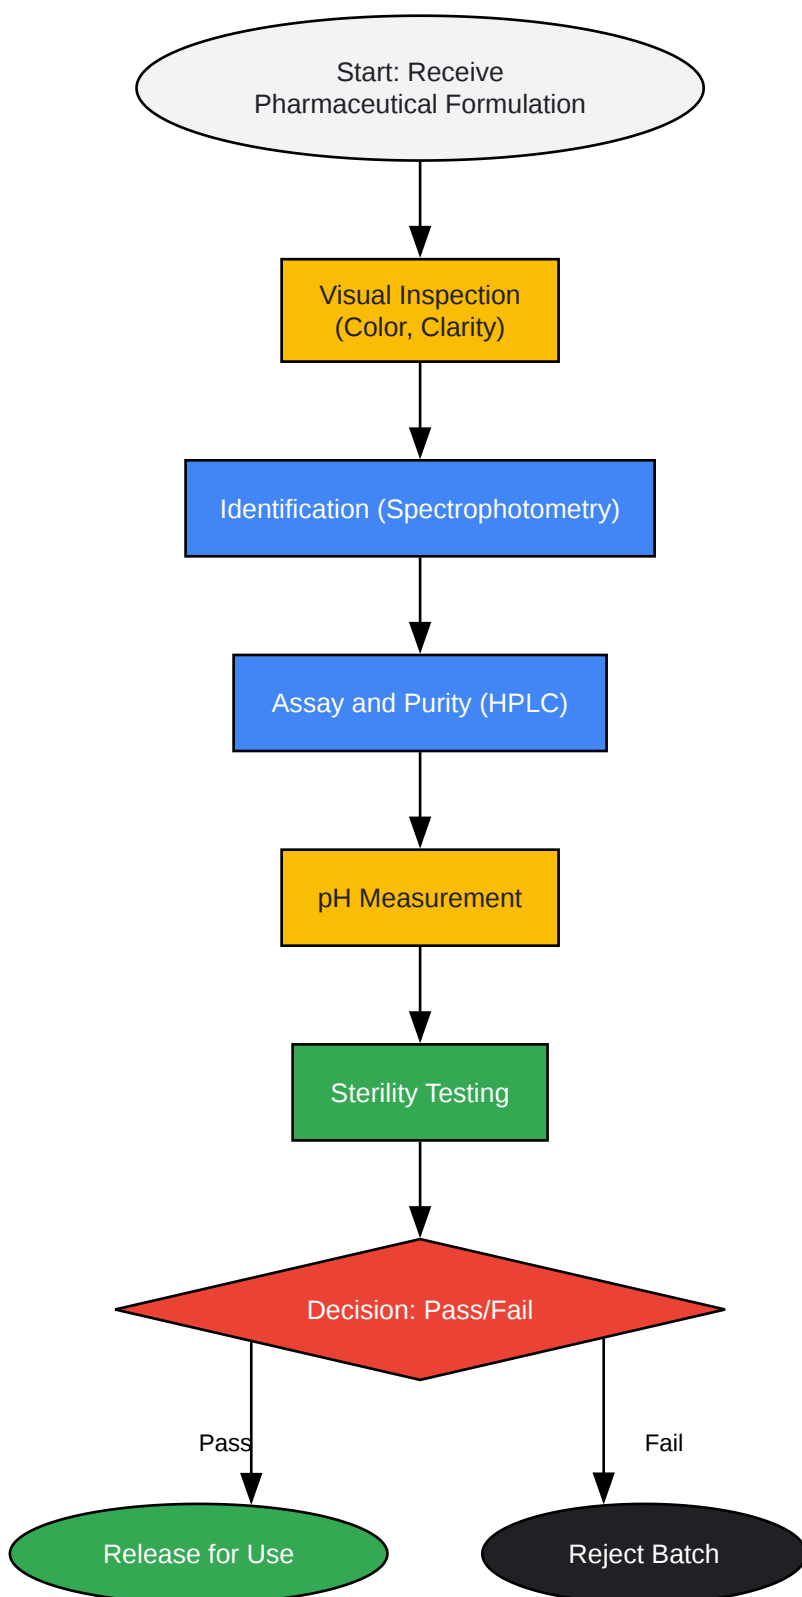 Start: Receive
Pharmaceutical Formulation
Visual Inspection
(Color, Clarity)
Identification (Spectrophotometry)
Assay and Purity (HPLC)
pH Measurement
Sterility Testing
Decision: Pass/Fail
Pass
Fail
Release for Use
Reject Batch